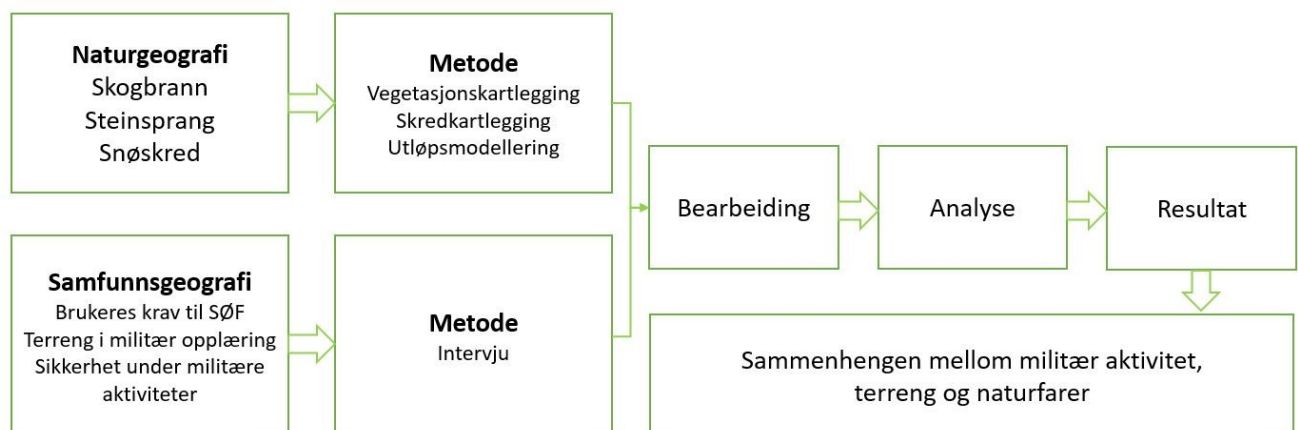 Naturgeografi
Skogbrann
Steinsprang
Snøskred
Metode
Vegetasjonskartlegging
Skredkartlegging
Utløpsmodellering
Samfunnsgeografi
Brukeres krav til SØF
Terreng i militær opplæring
Sikkerhet under militære
aktiviteter
Metode
Intervju
Bearbeiding
Analyse
Resultat
Sammenhengen mellom militær aktivitet,
terreng og naturfarer